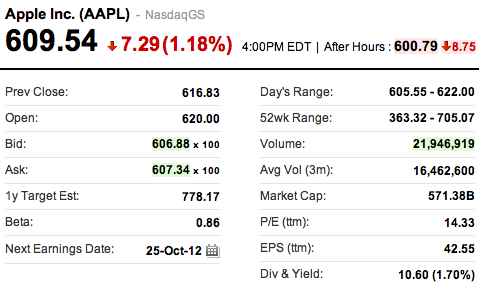 Apple Inc. (AAPL) - NasdaqGS
609.54 7.29 (1.18%) 4:00PM EDT | After Hours : 600.79 8.75
Prev Close: 616.83
Open: 620.00
Bid: 606.88 x 100
Ask: 607.34 x 100
1y Target Est: 778.17
Beta: 0.86
Next Earnings Date: 25-Oct-12
Day's Range: 605.55 - 622.00
52wk Range: 363.32 - 705.07
Volume: 21,946,919
Avg Vol (3m): 16,462,600
Market Cap: 571.38B
P/E (ttm): 14.33
EPS (ttm): 42.55
Div & Yield: 10.60 (1.70%)